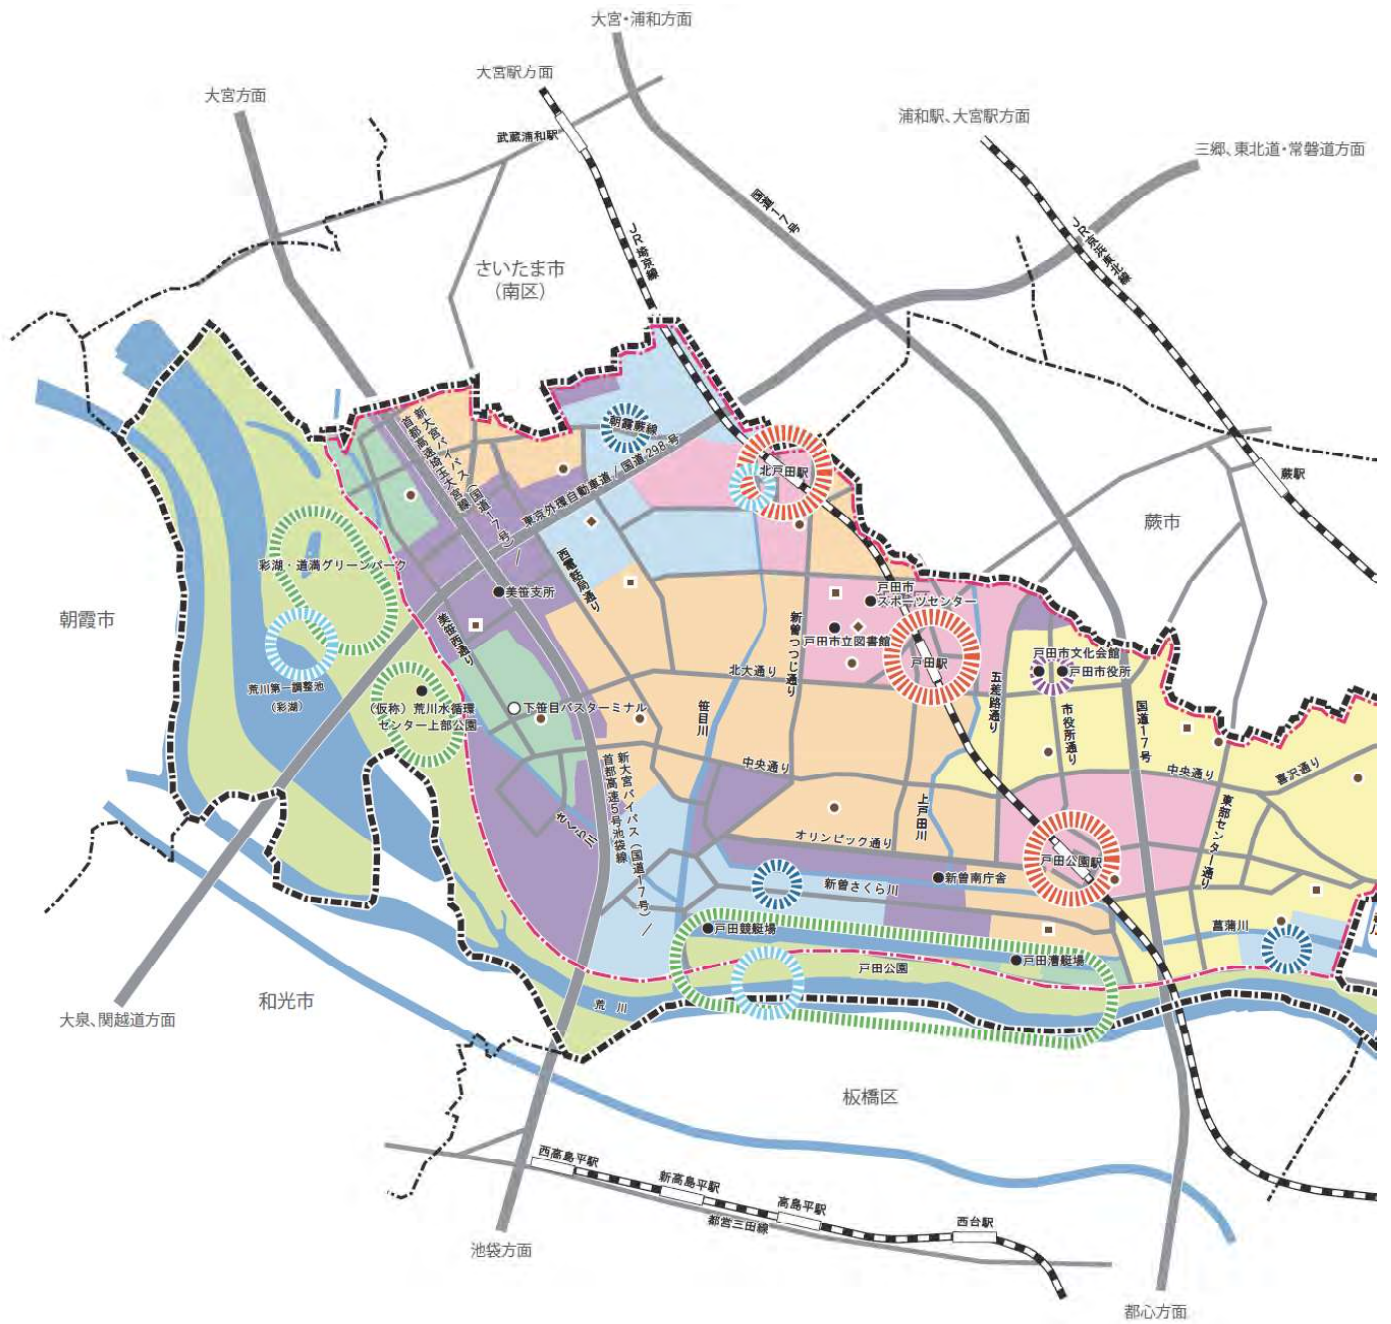 大宮・浦和方面
大宮駅方面
大宮方面
浦和駅、大宮駅方面
武蔵浦和駅
三郷、東北道・常磐道方面
国道17号
JR埼京線
JR京浜東北線
さいたま市
(南区)
朝霞蕨線
新大宮バイパス(国道17号)/
首都高速埼玉大宮線
東京外環自動車道/国道298号
北戸田駅
蕨駅
蕨市
彩湖・道満グリーンパーク
西電話局通り
美笹支所
戸田市
スポーツセンター
朝霞市
美笹西通り
新曽つつじ通り
戸田市立図書館
戸田駅
戸田市文化会館
戸田市役所
北大通り
五差路通り
荒川第一調整池
(彩湖)
(仮称)荒川水循環
センター上部公園
下笹目バスターミナル
笹目川
市役所通り
国道17号
中央通り
中央通り
喜沢通り
新大宮バイパス(国道17号)/
首都高速5号池袋線
さくら川
上戸田川
東部センター通り
オリンピック通り
戸田公園駅
新曽南庁舎
新曽さくら川
戸田競艇場
菖蒲川
戸田漕艇場
戸田公園
荒川
和光市
大泉、関越道方面
板橋区
西高島平駅
新高島平駅
高島平駅
西台駅
都営三田線
池袋方面
都心方面